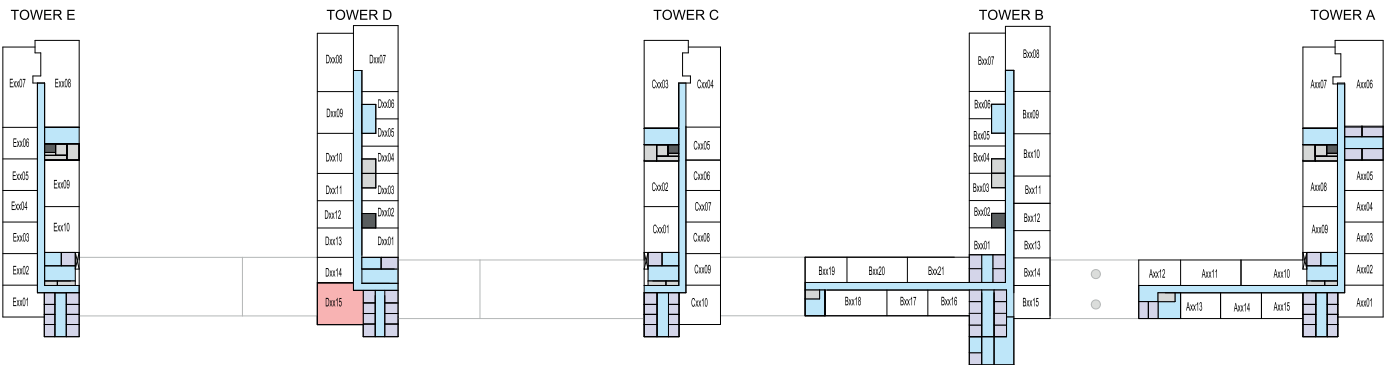 TOWER E
TOWER D
TOWER C
TOWER B
TOWER A
Exx07
Exx08
Exx06
Exx05
Exx09
Exx04
Exx10
Exx03
Exx02
Exx01
Dxx08
Dxx07
Dxx09
Dxx06
Dxx05
Dxx10
Dxx04
Dxx11
Dxx03
Dxx12
Dxx02
Dxx13
Dxx01
Dxx14
Dxx15
Cxx03
Cxx04
Cxx05
Cxx02
Cxx06
Cxx07
Cxx01
Cxx08
Cxx09
Cxx10
Bxx07
Bxx08
Bxx06
Bxx09
Bxx05
Bxx04
Bxx10
Bxx03
Bxx11
Bxx02
Bxx12
Bxx01
Bxx13
Bxx19
Bxx20
Bxx21
Bxx14
Bxx18
Bxx17
Bxx16
Bxx15
Axx07
Axx06
Axx08
Axx05
Axx04
Axx09
Axx03
Axx12
Axx11
Axx10
Axx02
Axx13
Axx14
Axx15
Axx01